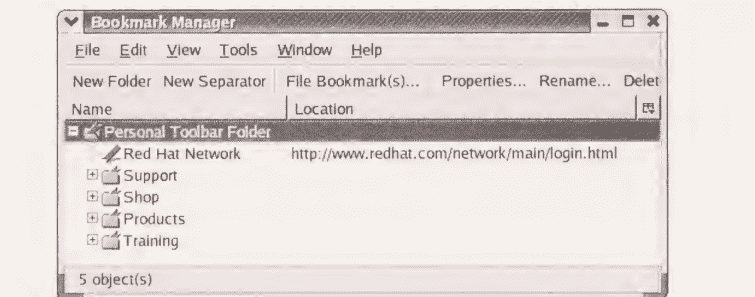 Bookmark Manager
File Edit View Tools Window Help
New Folder New Separator File Bookmark(s)... Properties... Rename... Delet
Name Location
Personal Toolbar Folder
Red Hat Network http://www.redhat.com/network/main/login.html
Support
Shop
Products
Training
5 object(s)